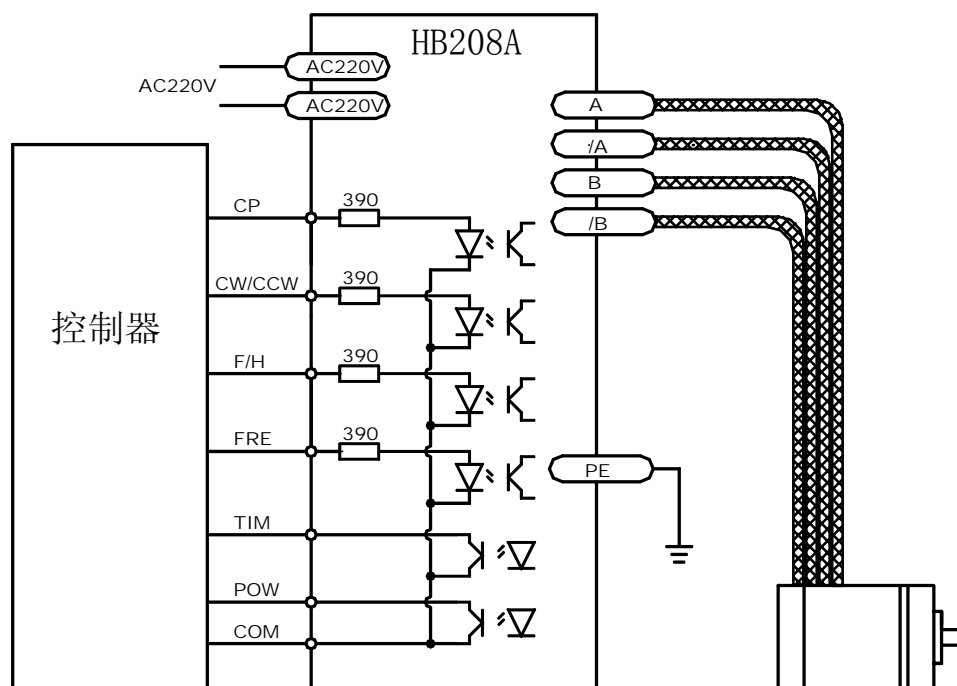 HB208A
AC220V
AC220V
AC220V
A
/A
B
/B
CP
390
CW/CCW
390
控制器
F/H
390
FRE
390
PE
TIM
POW
COM